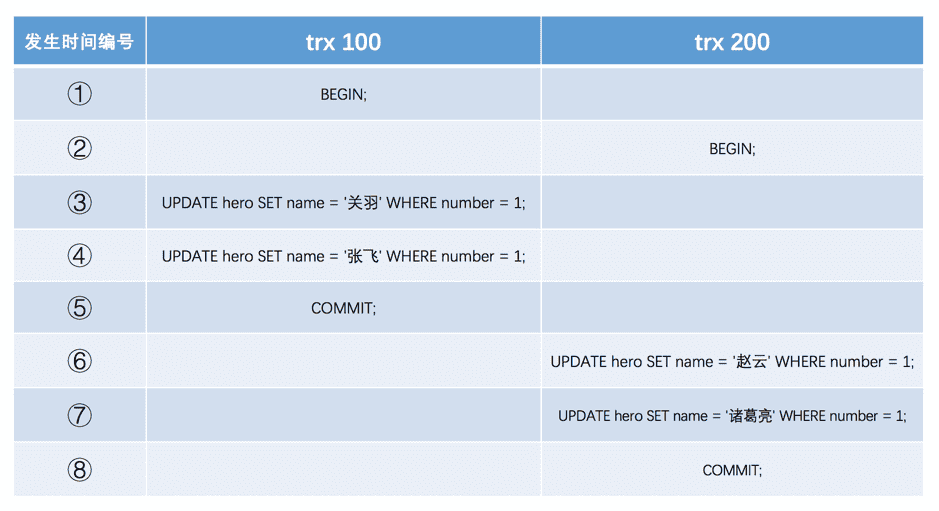 发生时间编号 trx 100 trx 200
① BEGIN;
② BEGIN;
③ UPDATE hero SET name = '关羽' WHERE number = 1;
④ UPDATE hero SET name = '张飞' WHERE number = 1;
⑤ COMMIT;
⑥ UPDATE hero SET name = '赵云' WHERE number = 1;
⑦ UPDATE hero SET name = '诸葛亮' WHERE number = 1;
⑧ COMMIT;